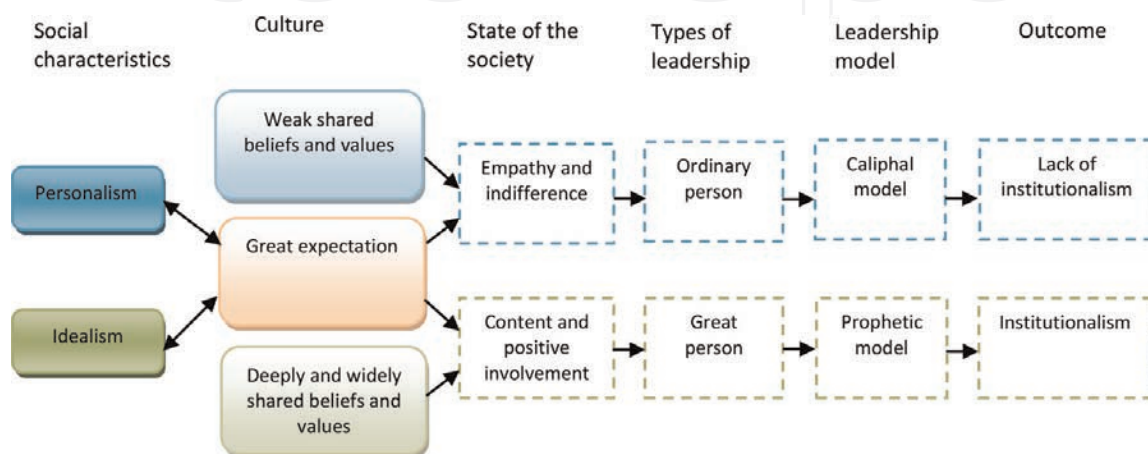 Social
characteristics
Culture
State of the
society
Types of
leadership
Leadership
model
Outcome
Weak shared
beliefs and values
Personalism
Great expectation
Idealism
Deeply and widely
shared beliefs and
values
Empathy and
indifference
Ordinary
person
Caliphal
model
Lack of
institutionalism
Content and
positive
involvement
Great
person
Prophetic
model
Institutionalism